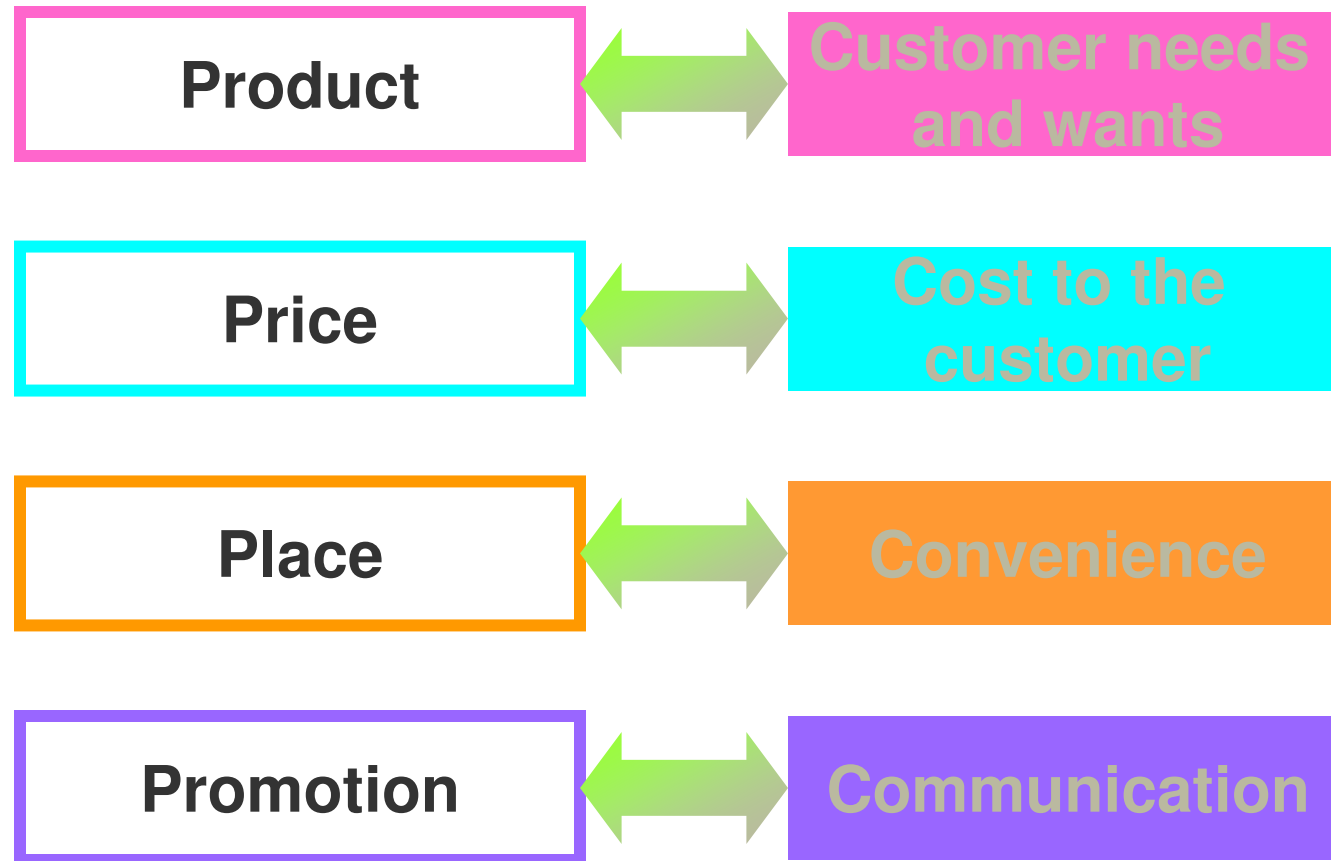 Product
Customer needs
and wants
Price
Cost to the
customer
Place
Convenience
Promotion
Communication